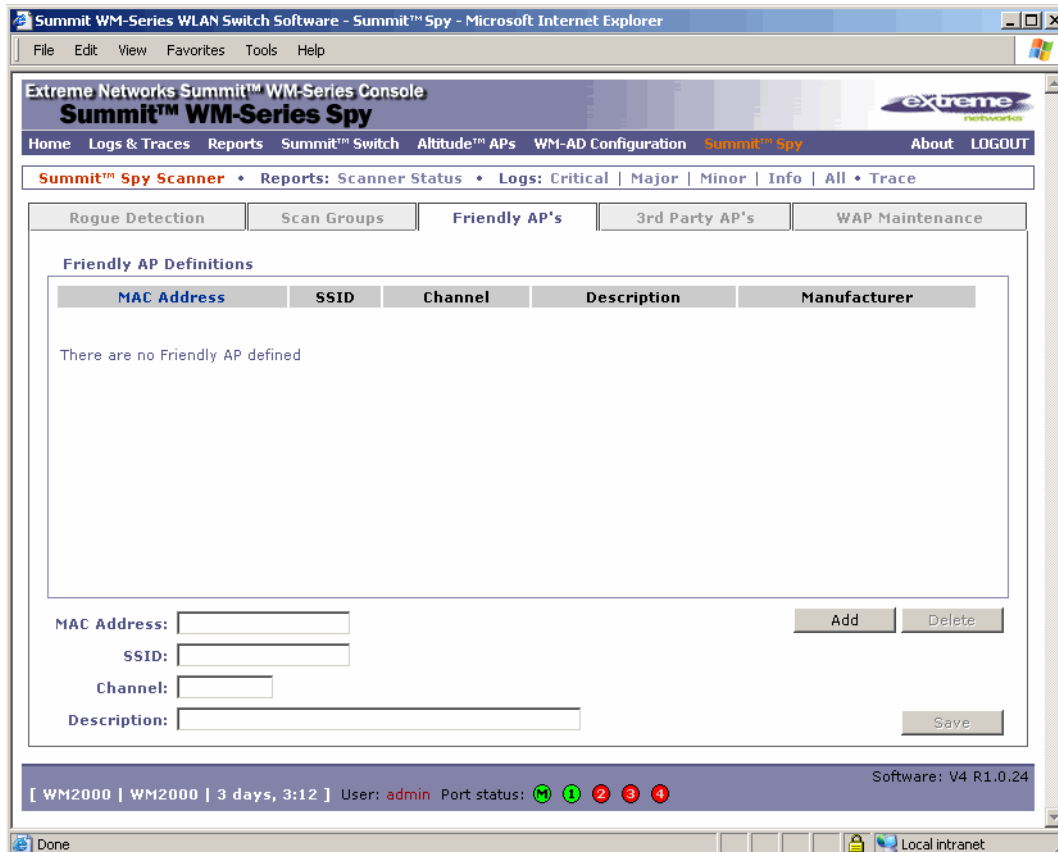 Summit WM-Series WLAN Switch Software - Summit™ Spy - Microsoft Internet Explorer
File Edit View Favorites Tools Help
Extreme Networks Summit™ WM-Series Console
Summit™ WM-Series Spy
extreme networks
Home Logs & Traces Reports Summit™ Switch Altitude™ APs WM-AD Configuration Summit™ Spy About LOGOUT
Summit™ Spy Scanner • Reports: Scanner Status • Logs: Critical | Major | Minor | Info | All • Trace
Rogue Detection Scan Groups Friendly AP's 3rd Party AP's WAP Maintenance
Friendly AP Definitions
MAC Address SSID Channel Description Manufacturer
There are no Friendly AP defined
MAC Address: Add Delete
SSID:
Channel:
Description: Save
Software: V4 R1.0.24
[ WM2000 | WM2000 | 3 days, 3:12 ] User: admin Port status: M 1 2 3 4
Done Local intranet